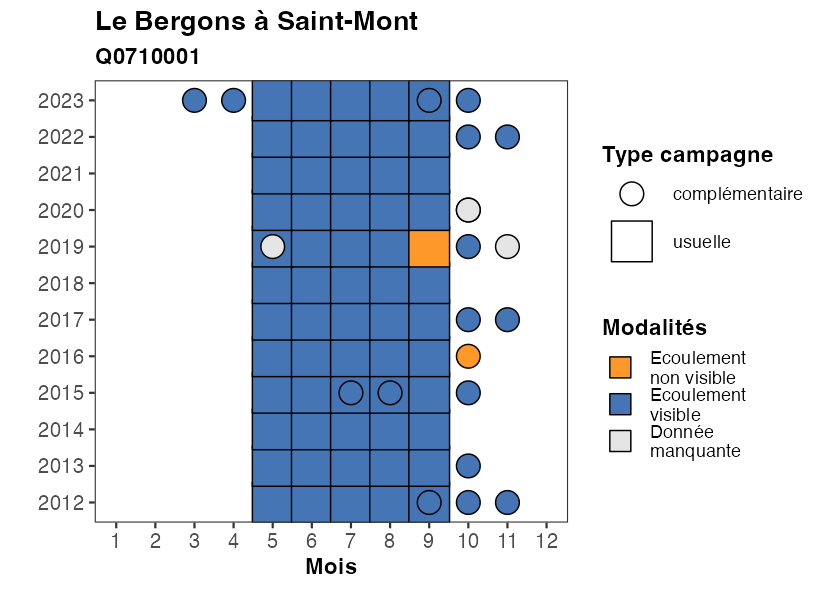 Le Bergons à Saint-Mont
Q0710001
2023
2022
2021
2020
2019
2018
2017
2016
2015
2014
2013
2012
1 2 3 4 5 6 7 8 9 10 11 12
Mois
Type campagne
complémentaire
usuelle
Modalités
Ecoulement
non visible
Ecoulement
visible
Donnée
manquante